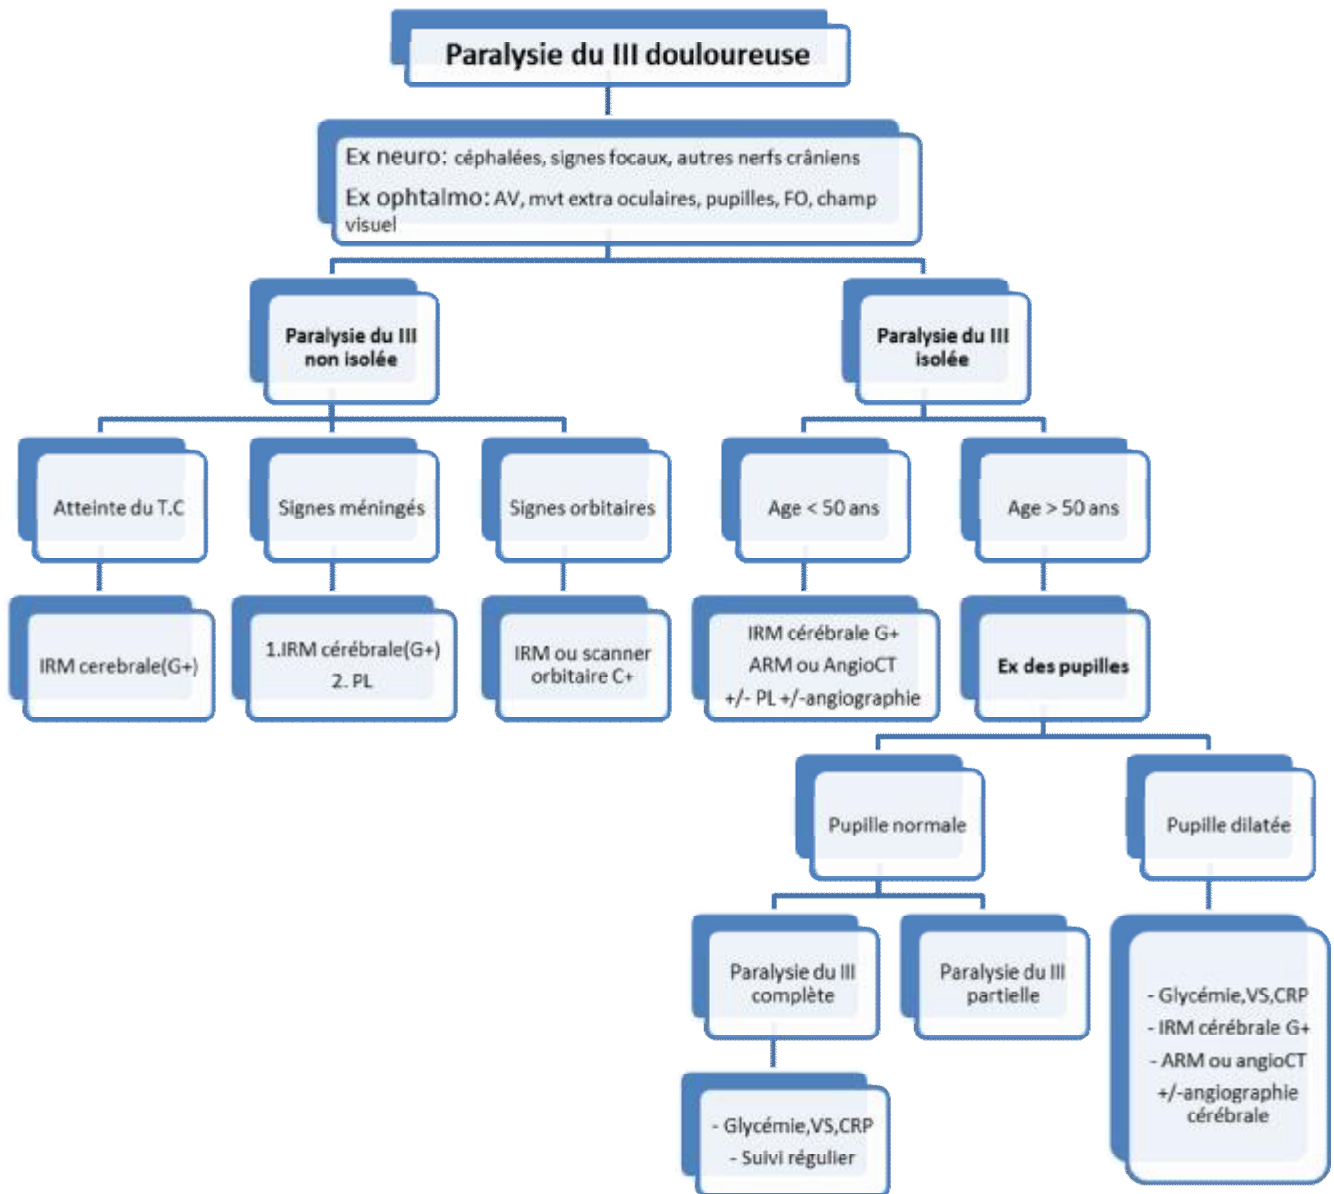 Paralysie du III douloureuse
Ex neuro: céphalées, signes focaux, autres nerfs crâniens
Ex ophtalmo: AV, mvt extra oculaires, pupilles, FO, champ
visuel
Paralysie du III
non isolée
Paralysie du III
isolée
Atteinte du T.C
Signes méningés
Signes orbitaires
Age < 50 ans
Age > 50 ans
IRM cerebrale(G+)
1.IRM cérébrale(G+)
2. PL
IRM ou scanner
orbitaire C+
IRM cérébrale G+
ARM ou AngioCT
+/- PL +/-angiographie
Ex des pupilles
Pupille normale
Pupille dilatée
Paralysie du III
complète
Paralysie du III
partielle
- Glycémie,VS,CRP
- IRM cérébrale G+
- ARM ou angioCT
+/-angiographie
cérébrale
- Glycémie,VS,CRP
- Suivi régulier